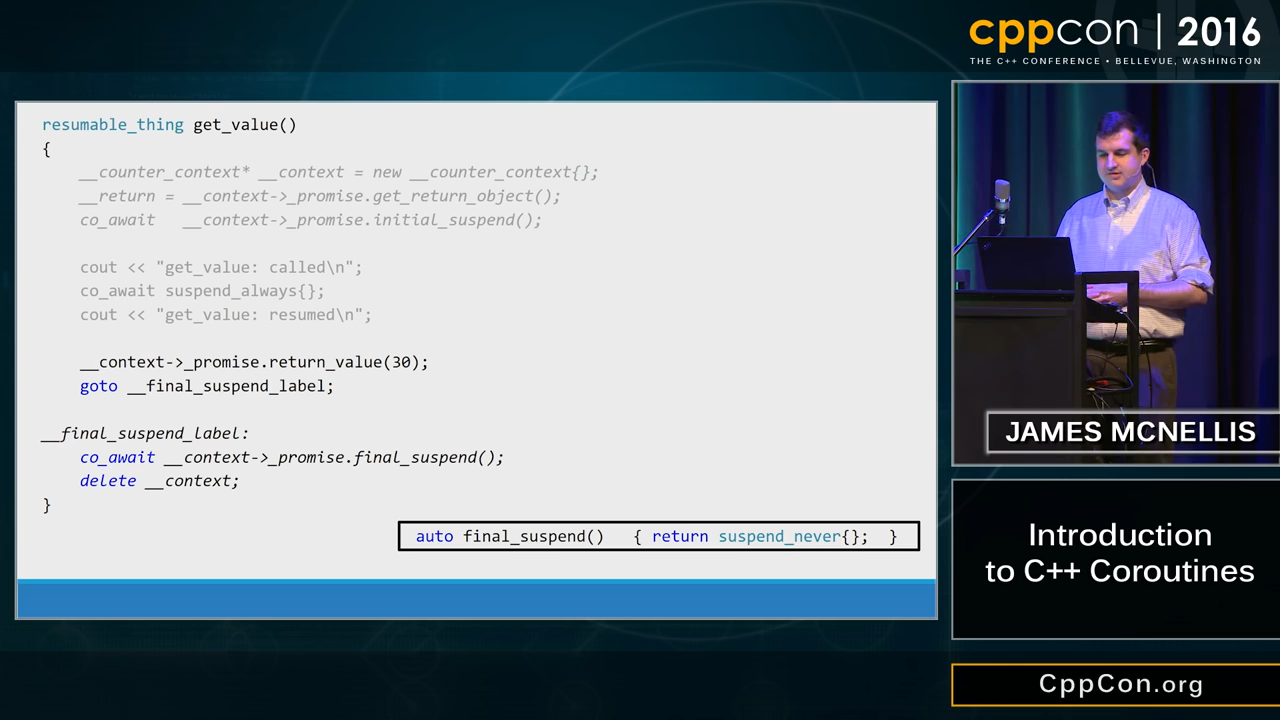 cppcon | 2016
THE C++ CONFERENCE • BELLEVUE, WASHINGTON
resumable_thing get_value()
{
    __counter_context* __context = new __counter_context{};
    __return = __context->_promise.get_return_object();
    co_await   __context->_promise.initial_suspend();
    cout << "get_value: called\n";
    co_await suspend_always{};
    cout << "get_value: resumed\n";
    __context->_promise.return_value(30);
    goto __final_suspend_label;
__final_suspend_label:
    co_await __context->_promise.final_suspend();
    delete __context;
}
auto final_suspend()   { return suspend_never{};  }
JAMES MCNELLIS
Introduction
to C++ Coroutines
CppCon.org